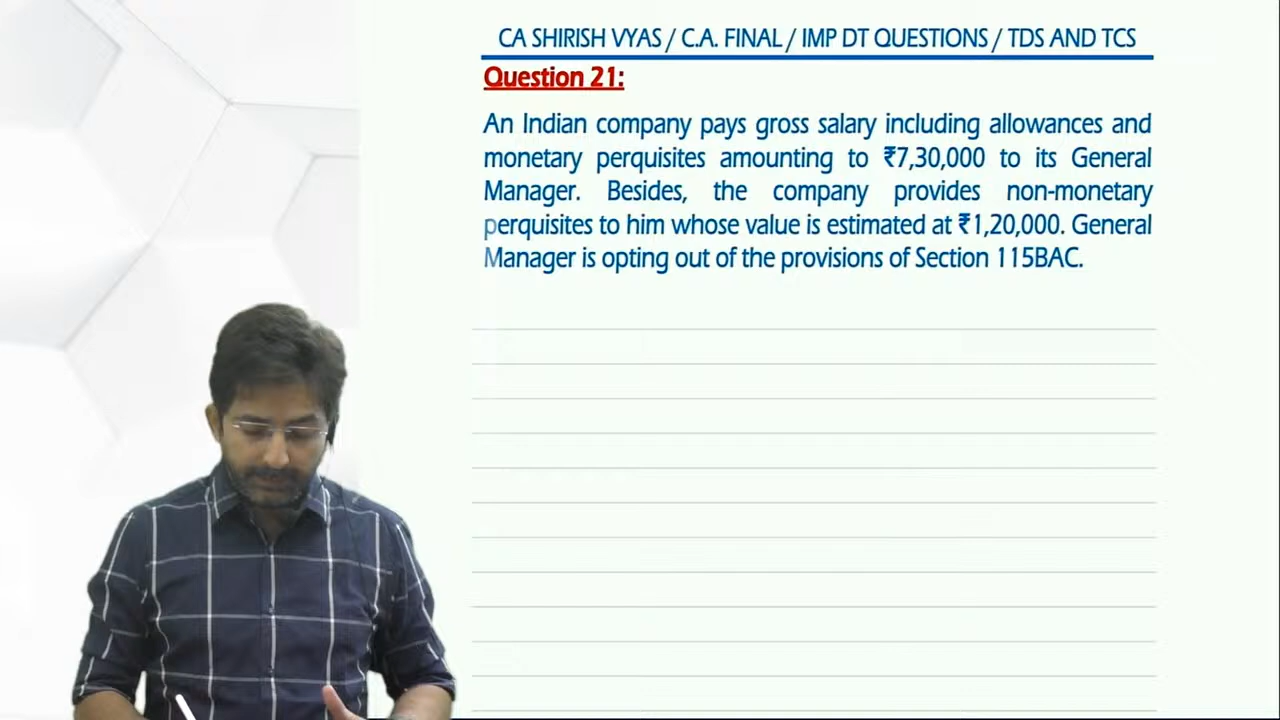 CA SHIRISH VYAS / C.A. FINAL / IMP DT QUESTIONS / TDS AND TCS
Question 21:
An Indian company pays gross salary including allowances and
monetary perquisites amounting to ₹7,30,000 to its General
Manager. Besides, the company provides non-monetary
perquisites to him whose value is estimated at ₹1,20,000. General
Manager is opting out of the provisions of Section 115BAC.